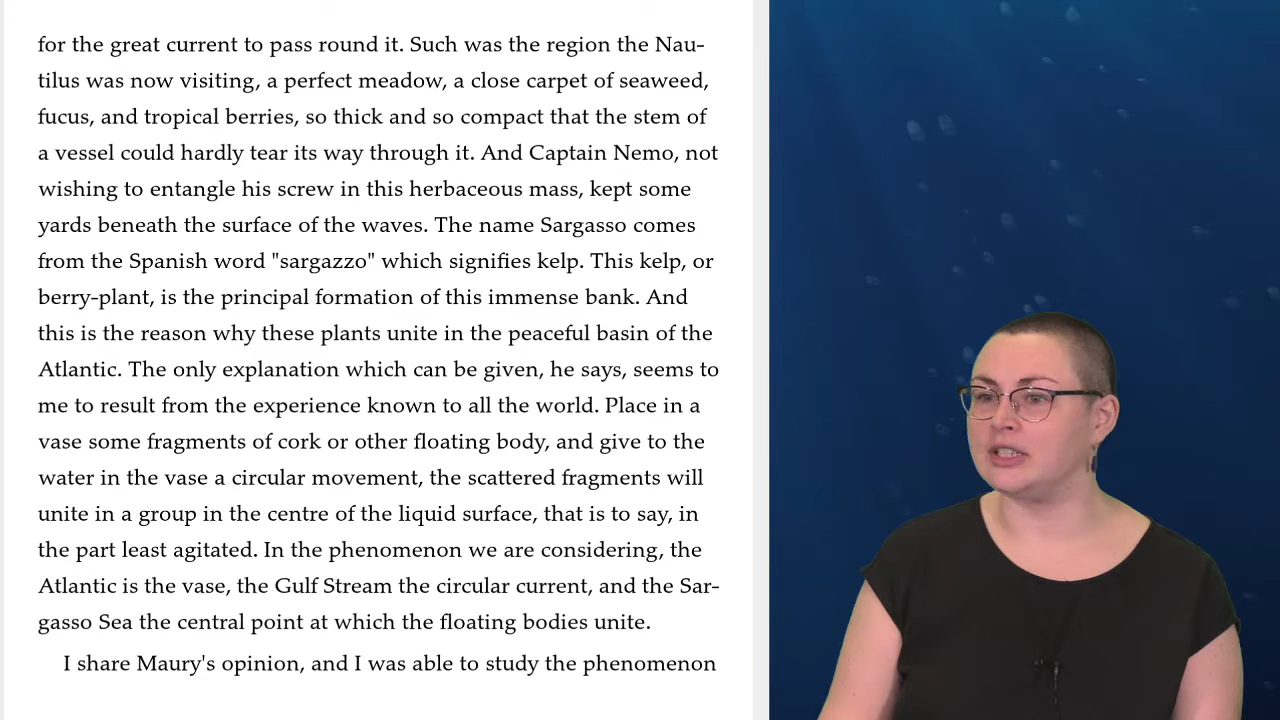 for the great current to pass round it. Such was the region the Nau-
tilus was now visiting, a perfect meadow, a close carpet of seaweed,
fucus, and tropical berries, so thick and so compact that the stem of
a vessel could hardly tear its way through it. And Captain Nemo, not
wishing to entangle his screw in this herbaceous mass, kept some
yards beneath the surface of the waves. The name Sargasso comes
from the Spanish word "sargazzo" which signifies kelp. This kelp, or
berry-plant, is the principal formation of this immense bank. And
this is the reason why these plants unite in the peaceful basin of the
Atlantic. The only explanation which can be given, he says, seems to
me to result from the experience known to all the world. Place in a
vase some fragments of cork or other floating body, and give to the
water in the vase a circular movement, the scattered fragments will
unite in a group in the centre of the liquid surface, that is to say, in
the part least agitated. In the phenomenon we are considering, the
Atlantic is the vase, the Gulf Stream the circular current, and the Sar-
gasso Sea the central point at which the floating bodies unite.
I share Maury's opinion, and I was able to study the phenomenon